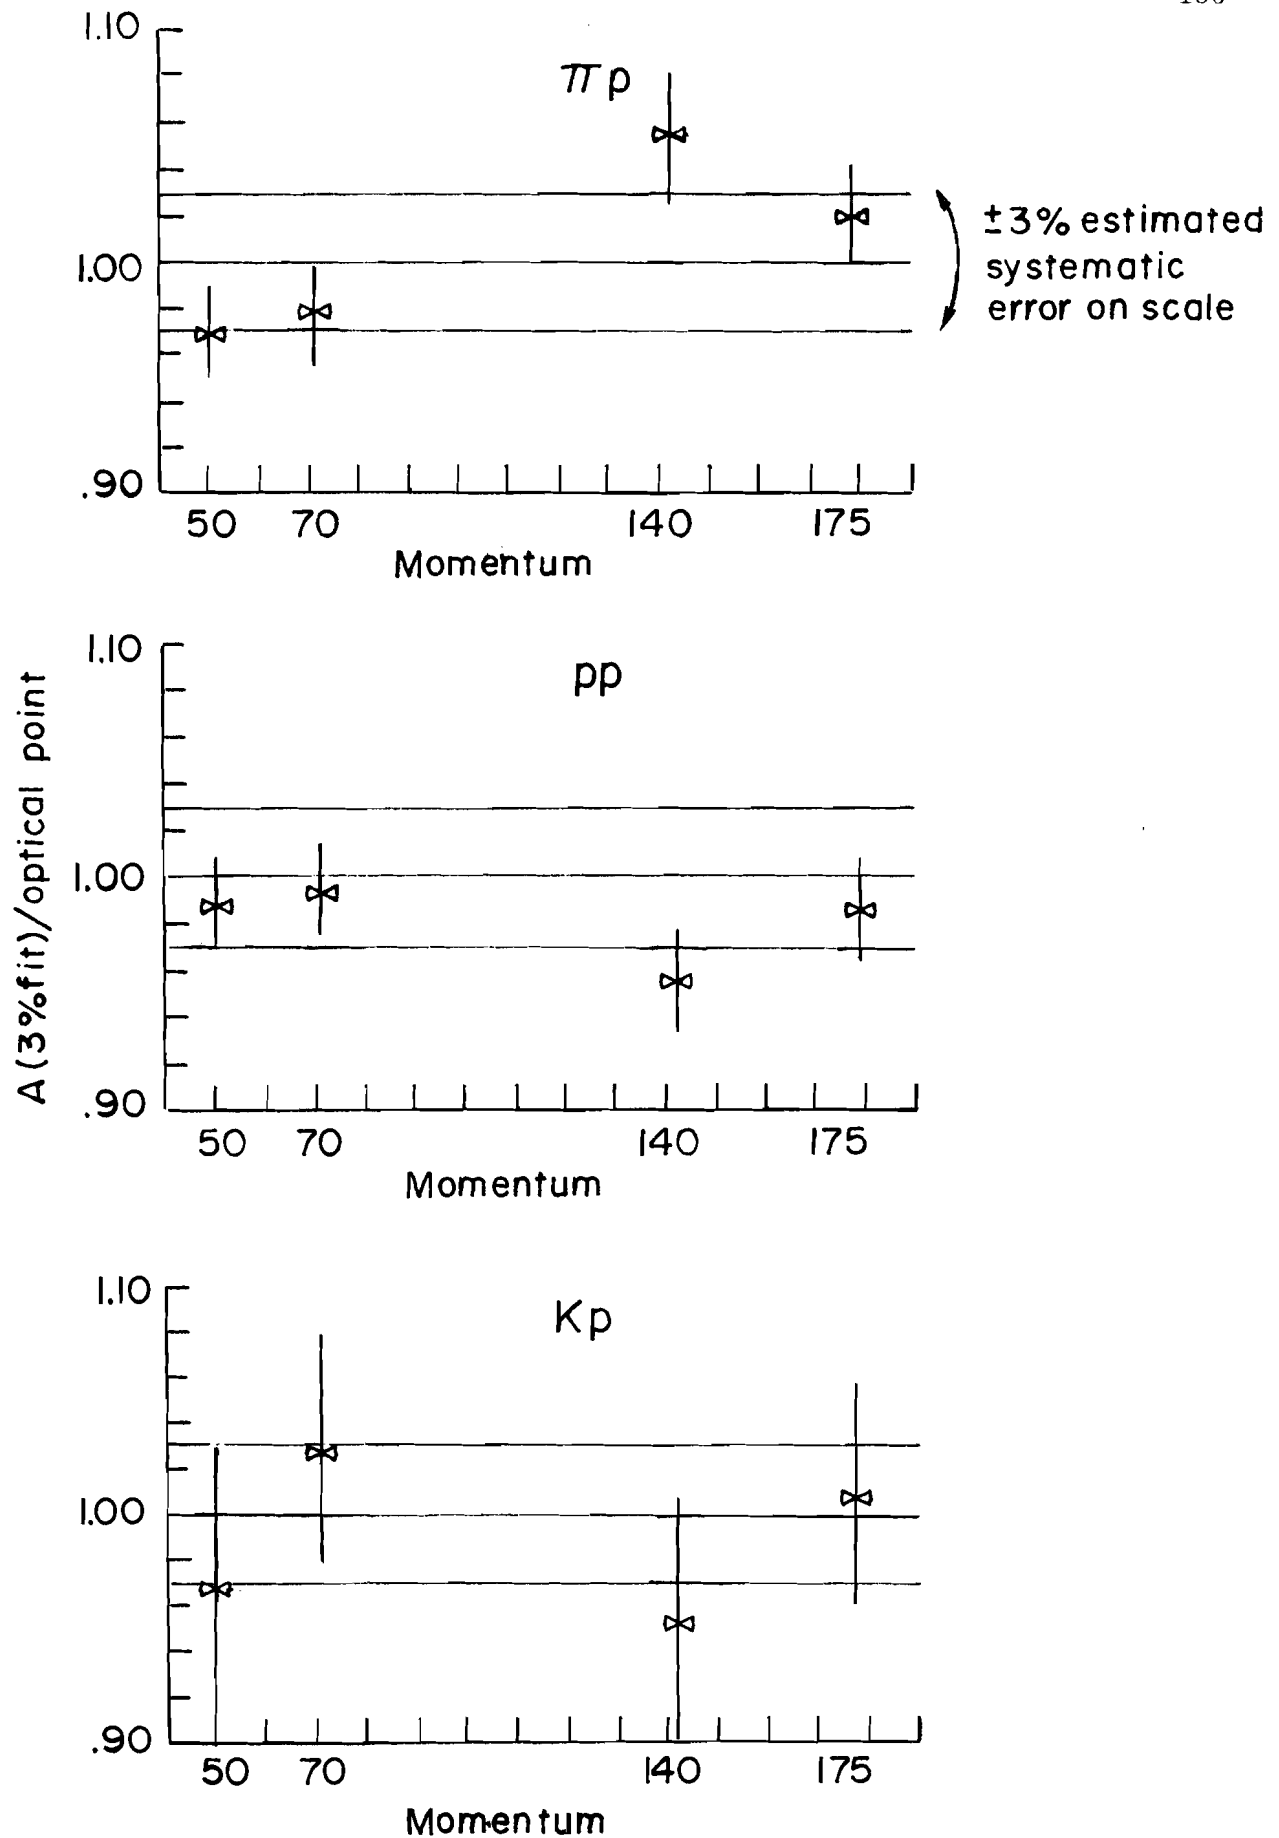 1.10
πp
1.00
.90
50 70 140 175
Momentum
±3% estimated
systematic
error on scale
A(3%fit)/optical point
1.10
pp
1.00
.90
50 70 140 175
Momentum
1.10
Kp
1.00
.90
50 70 140 175
Momentum